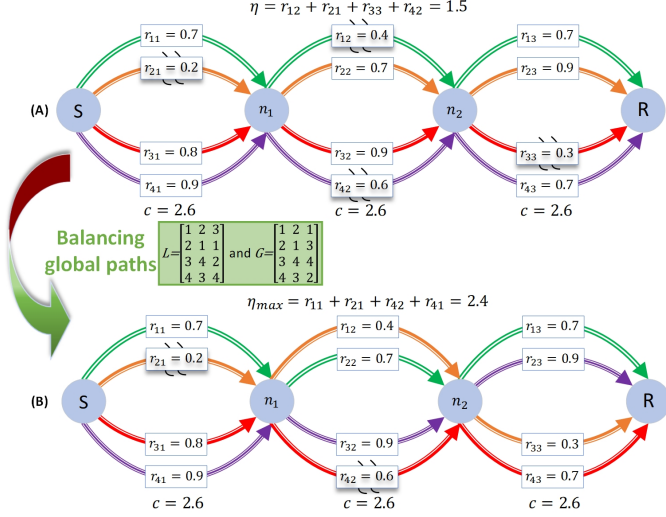 η = r₁₂ + r₂₁ + r₃₃ + r₄₂ = 1.5
r₁₁ = 0.7 r₁₂ = 0.4 r₁₃ = 0.7
r₂₁ = 0.2 r₂₂ = 0.7 r₂₃ = 0.9
(A) S n₁ n₂ R
r₃₁ = 0.8 r₃₂ = 0.9 r₃₃ = 0.3
r₄₁ = 0.9 r₄₂ = 0.6 r₄₃ = 0.7
c = 2.6 c = 2.6 c = 2.6
Balancing
global paths
L= [1 2 3] and G= [1 2 1]
[2 1 1] [2 1 3]
[3 4 2] [3 4 4]
[4 3 4] [4 3 2]
ηₘₐₓ = r₁₁ + r₂₁ + r₄₂ + r₄₁ = 2.4
r₁₁ = 0.7 r₁₂ = 0.4 r₁₃ = 0.7
r₂₁ = 0.2 r₂₂ = 0.7 r₂₃ = 0.9
(B) S n₁ n₂ R
r₃₁ = 0.8 r₃₂ = 0.9 r₃₃ = 0.3
r₄₁ = 0.9 r₄₂ = 0.6 r₄₃ = 0.7
c = 2.6 c = 2.6 c = 2.6